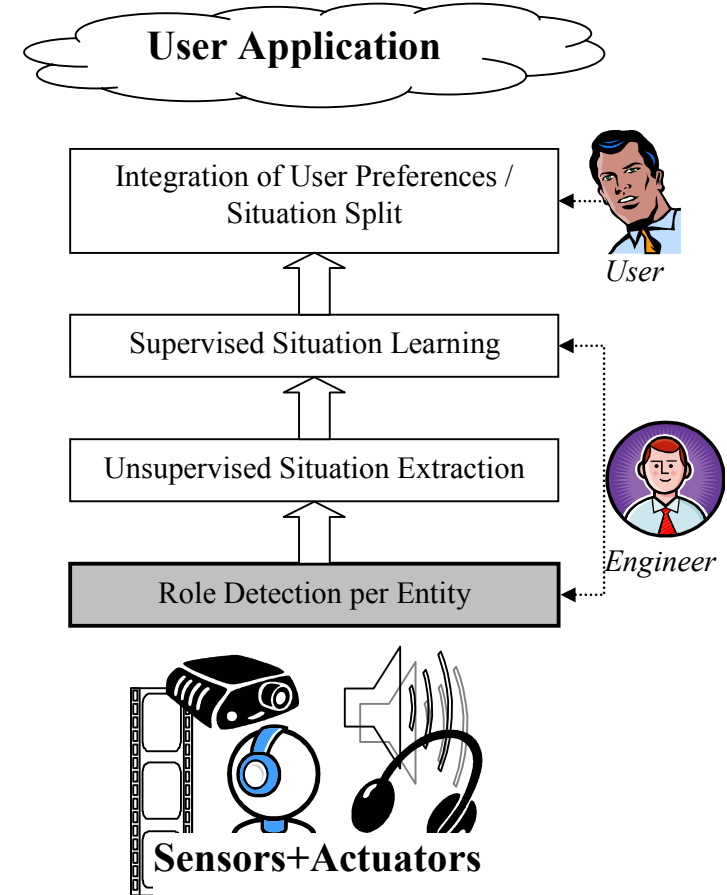 User Application
Integration of User Preferences /
Situation Split
User
Supervised Situation Learning
Unsupervised Situation Extraction
Engineer
Role Detection per Entity
Sensors+Actuators